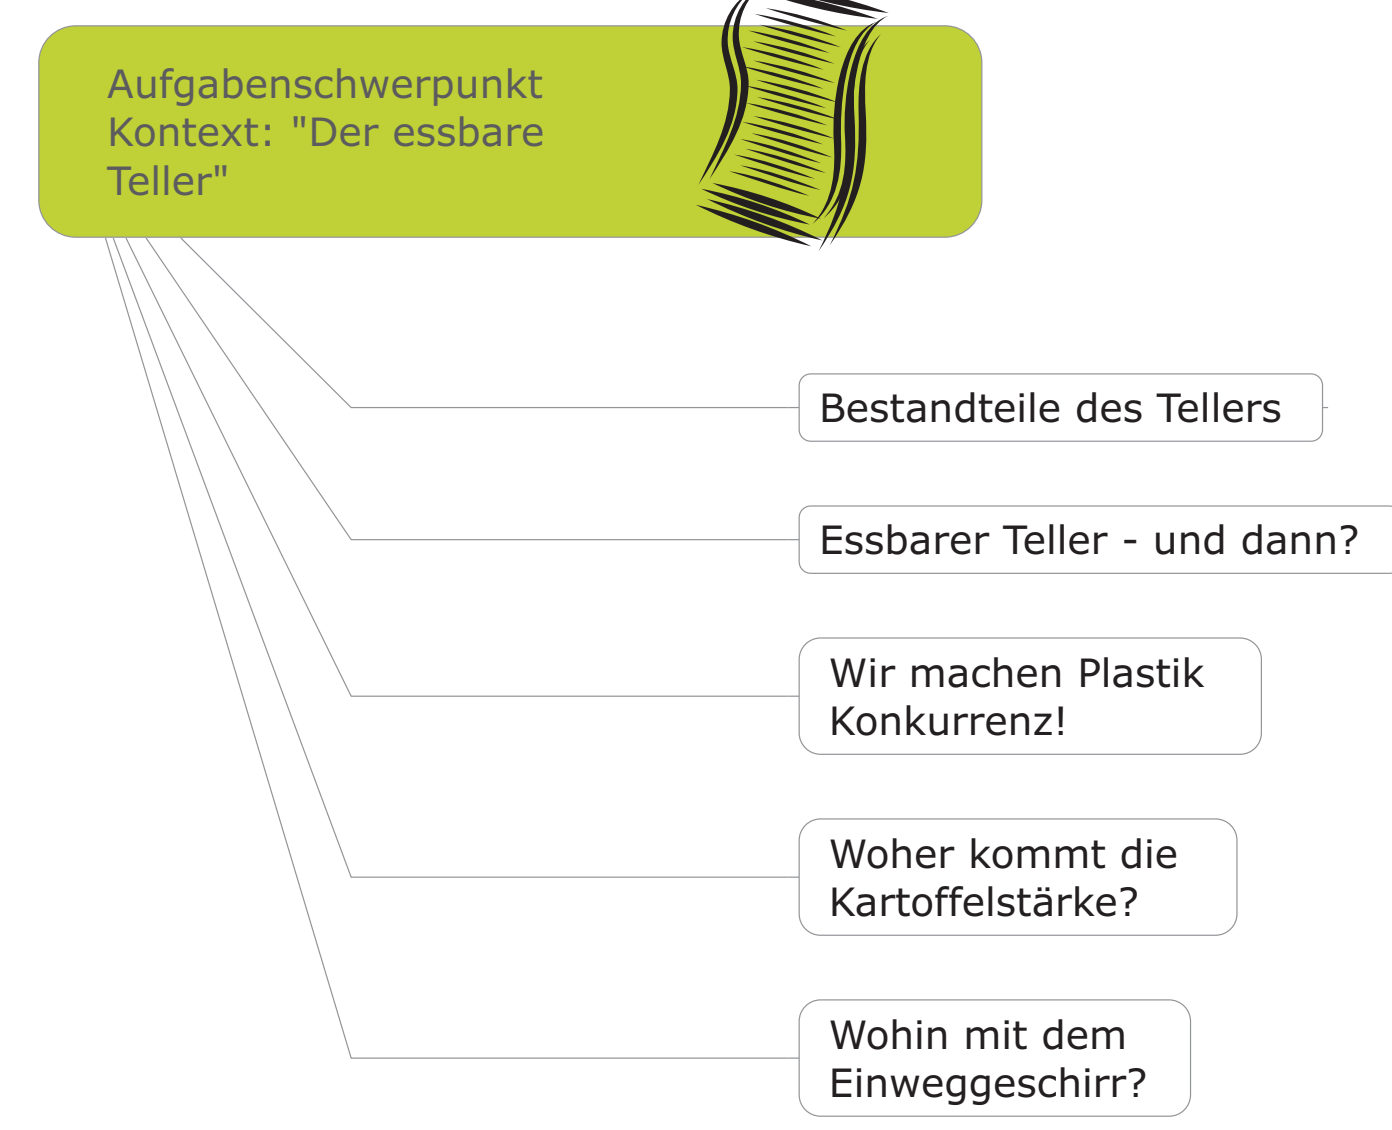 Aufgabenschwerpunkt
Kontext: "Der essbare
Teller"
Bestandteile des Tellers
Essbarer Teller - und dann?
Wir machen Plastik
Konkurrenz!
Woher kommt die
Kartoffelstärke?
Wohin mit dem
Einweggeschirr?